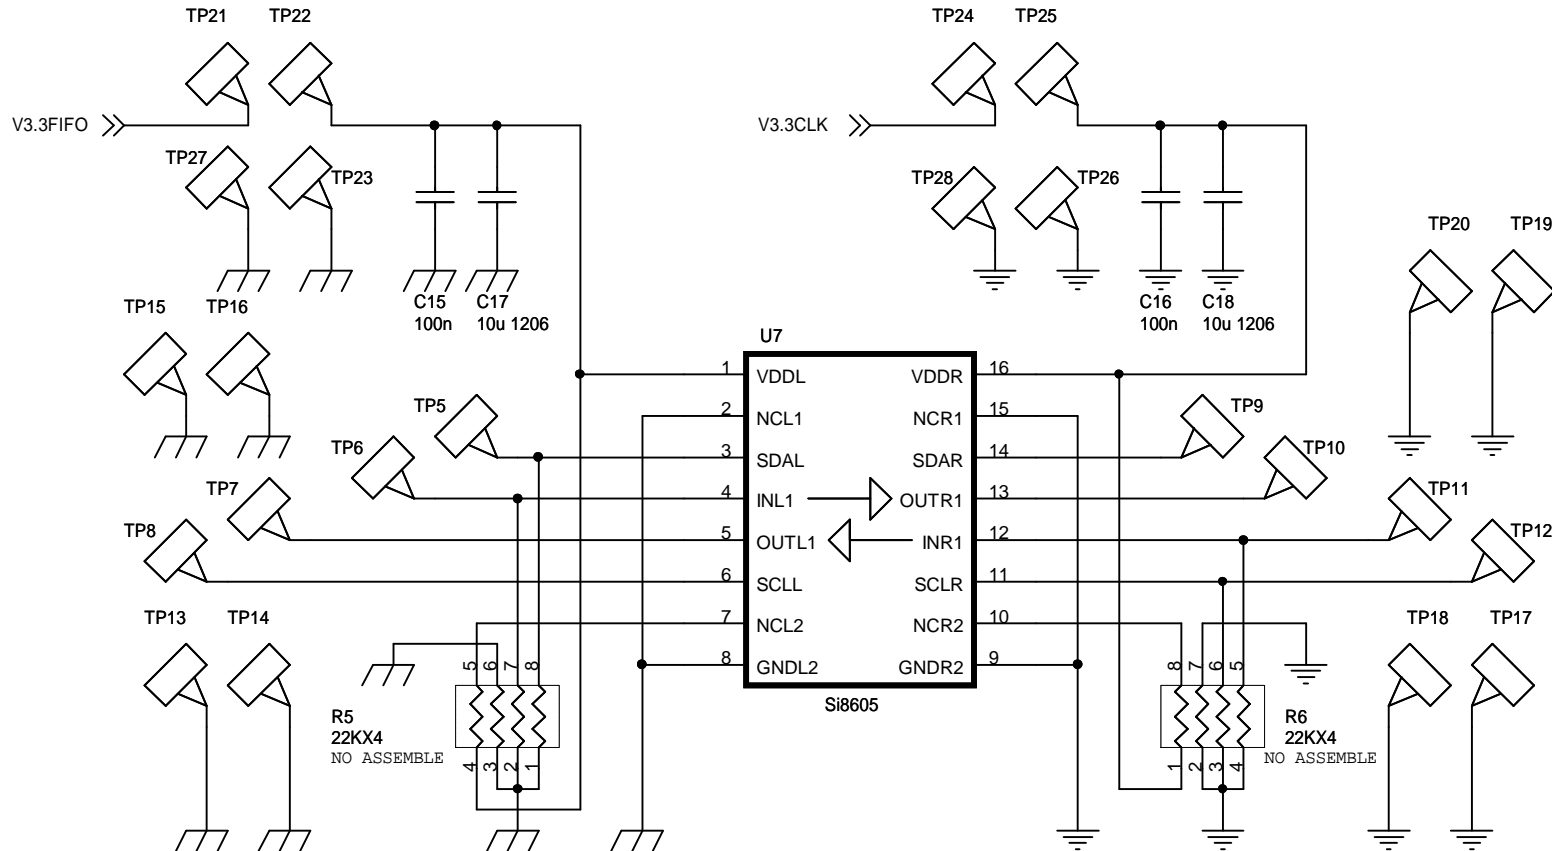 TP21 TP22 TP24 TP25
V3.3FIFO V3.3CLK
TP27 TP23 TP28 TP26
TP20 TP19
C15 C17 C16 C18
100n 10u 1206 100n 10u 1206
TP15 TP16
U7
1 VDDL VDDR 16
2 NCL1 NCR1 15
TP5 TP9
3 SDAL SDAR 14
TP6 TP10
4 INL1 OUTR1 13
TP7 TP11
5 OUTL1 INR1 12
TP8 TP12
6 SCLL SCLR 11
TP13 TP14 TP18 TP17
7 NCL2 NCR2 10
8 GNDL2 GNDR2 9
5 6 7 8 8 7 6 5
Si8605
R5 R6
22KX4 22KX4
NO ASSEMBLE NO ASSEMBLE
4 3 2 1 1 2 3 4